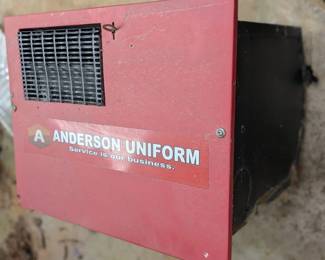 A ANDERSON UNIFORM
Service is our business.